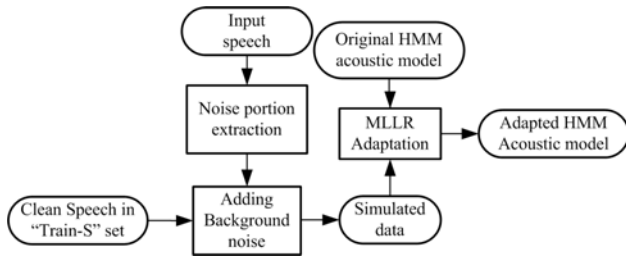 Input
speech
Original HMM
acoustic model
Noise portion
extraction
MLLR
Adaptation
Adapted HMM
Acoustic model
Clean Speech in
“Train-S” set
Adding
Background
noise
Simulated
data